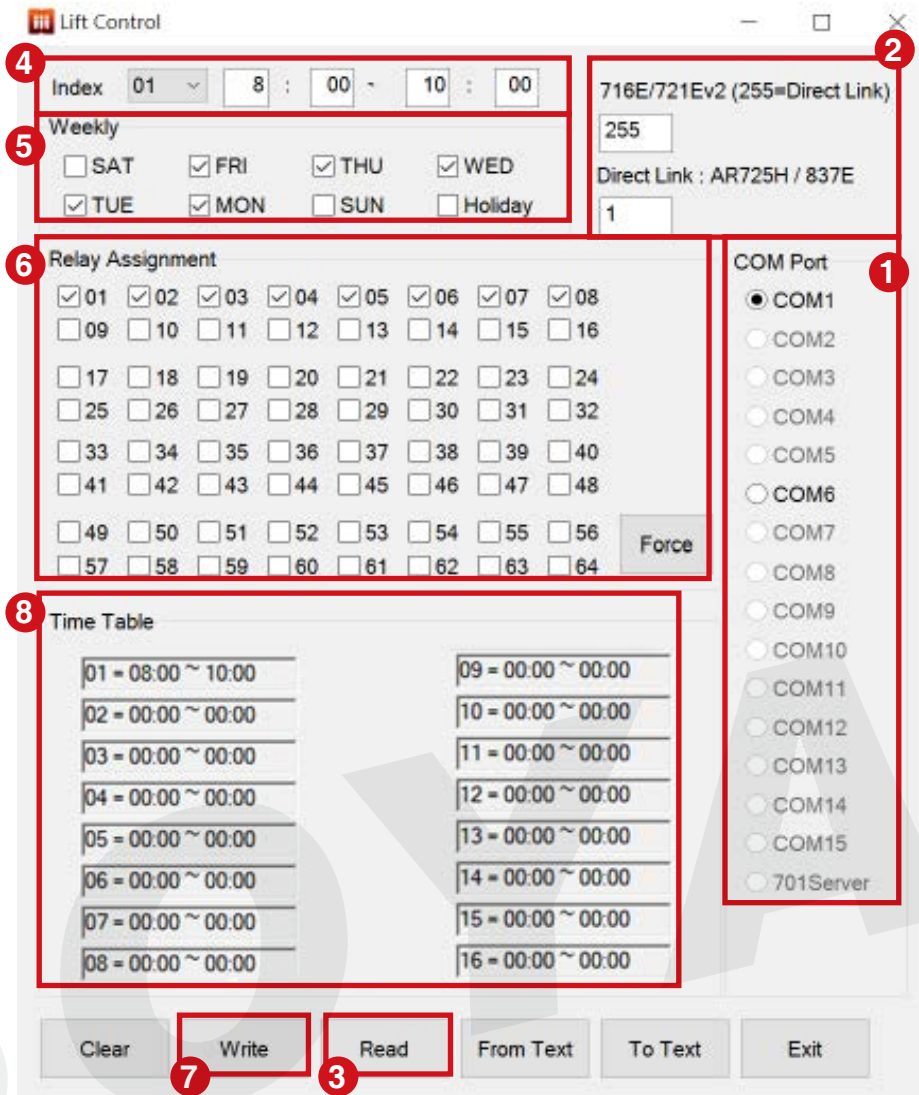 Lift Control
4
2
Index 01 8 : 00 - 10 : 00
716E/721Ev2 (255=Direct Link)
255
Direct Link : AR725H / 837E
1
5
Weekly
SAT FRI THU WED
TUE MON SUN Holiday
6
Relay Assignment
01 02 03 04 05 06 07 08
09 10 11 12 13 14 15 16
17 18 19 20 21 22 23 24
25 26 27 28 29 30 31 32
33 34 35 36 37 38 39 40
41 42 43 44 45 46 47 48
49 50 51 52 53 54 55 56
57 58 59 60 61 62 63 64
Force
COM Port
1
COM1
COM2
COM3
COM4
COM5
COM6
COM7
COM8
COM9
COM10
COM11
COM12
COM13
COM14
COM15
701Server
8
Time Table
01 = 08:00 ~ 10:00
02 = 00:00 ~ 00:00
03 = 00:00 ~ 00:00
04 = 00:00 ~ 00:00
05 = 00:00 ~ 00:00
06 = 00:00 ~ 00:00
07 = 00:00 ~ 00:00
08 = 00:00 ~ 00:00
09 = 00:00 ~ 00:00
10 = 00:00 ~ 00:00
11 = 00:00 ~ 00:00
12 = 00:00 ~ 00:00
13 = 00:00 ~ 00:00
14 = 00:00 ~ 00:00
15 = 00:00 ~ 00:00
16 = 00:00 ~ 00:00
Clear Write Read From Text To Text Exit
7
3
OYA